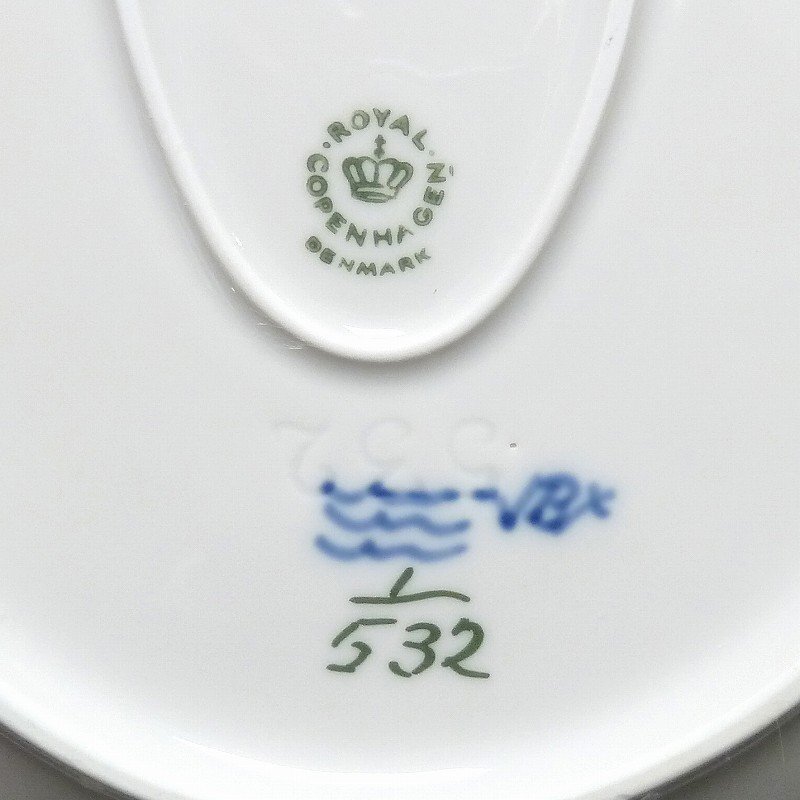 ROYAL
COPENHAGEN
DENMARK
1
532